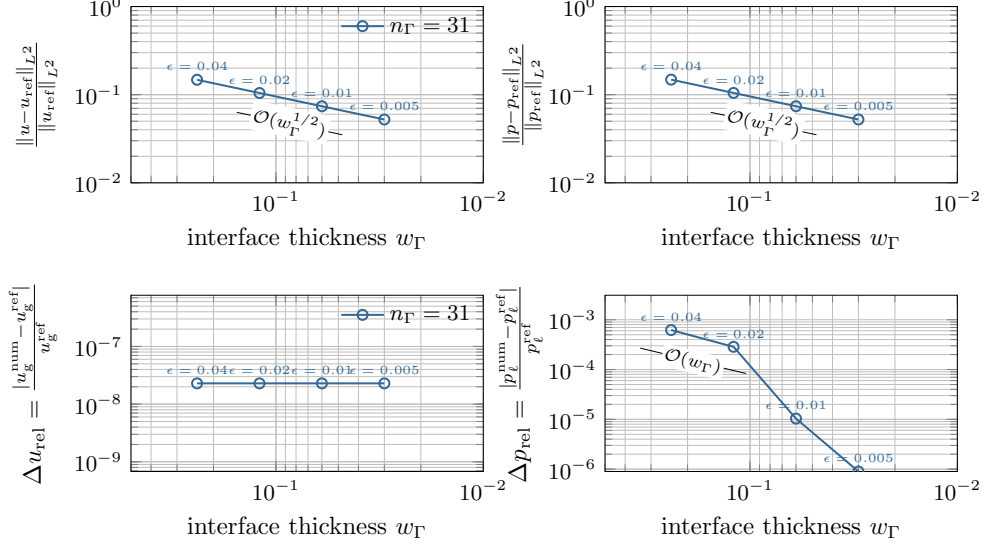 10^0
10^{-1}
10^{-2}
‖u−u_ref‖_{L^2} / ‖u_ref‖_{L^2}
n_Γ = 31
ϵ = 0.04
ϵ = 0.02
ϵ = 0.01
ϵ = 0.005
O(w_Γ^{1/2})
10^{-1}
10^{-2}
interface thickness w_Γ
10^0
10^{-1}
10^{-2}
‖p−p_ref‖_{L^2} / ‖p_ref‖_{L^2}
ϵ = 0.04
ϵ = 0.02
ϵ = 0.01
ϵ = 0.005
O(w_Γ^{1/2})
10^{-1}
10^{-2}
interface thickness w_Γ
Δu_rel = |u_g^num − u_g^ref| / u_g^ref
10^{-7}
10^{-8}
10^{-9}
n_Γ = 31
ϵ = 0.04
ϵ = 0.02
ϵ = 0.01
ϵ = 0.005
10^{-1}
10^{-2}
interface thickness w_Γ
Δp_rel = |p_ℓ^num − p_ℓ^ref| / p_ℓ^ref
10^{-3}
10^{-4}
10^{-5}
10^{-6}
ϵ = 0.04
ϵ = 0.02
ϵ = 0.01
ϵ = 0.005
O(w_Γ)
10^{-1}
10^{-2}
interface thickness w_Γ